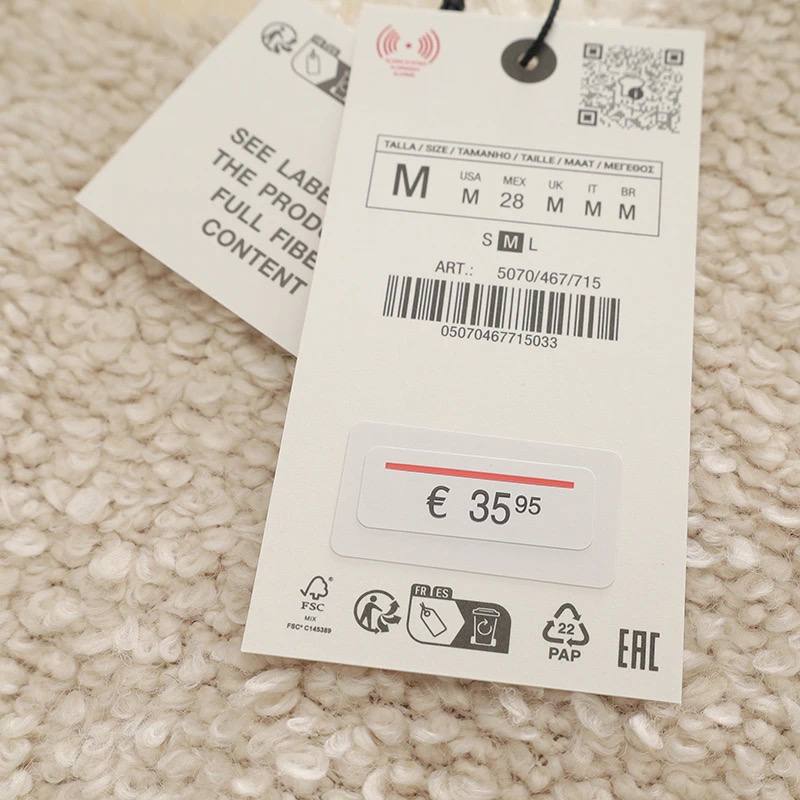 SEE LABE
THE PRODU
FULL FIBE
CONTENT
TALLA / SIZE / TAMANHO / TAILLE / MAAT / ΜΕΓΕΘΟΣ
M
USA MEX UK IT BR
M 28 M M M
S M L
ART.: 5070/467/715
05070467715033
€ 35 95
FSC
MIX
FSC® C145389
FR ES
22
PAP
EAC